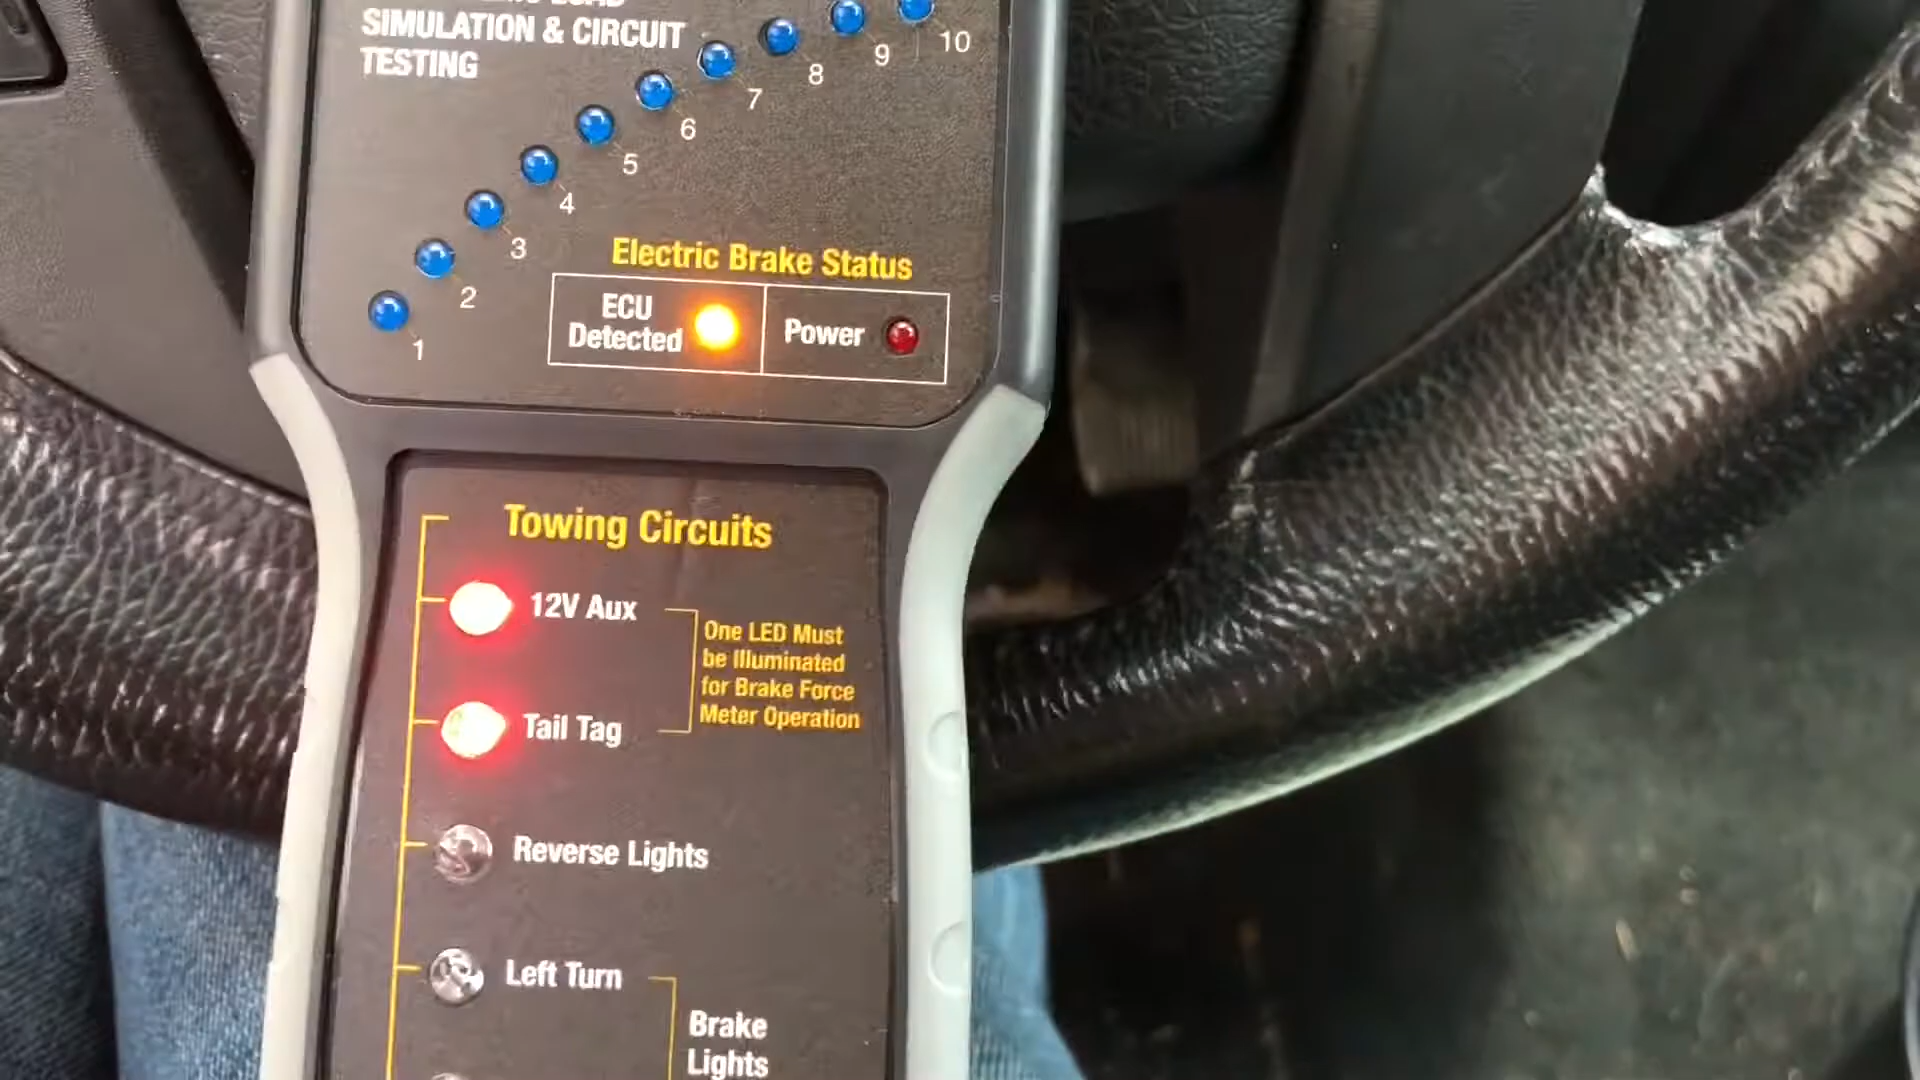 SIMULATION & CIRCUIT
TESTING
10
9
8
7
6
5
4
3
2
1
Electric Brake Status
ECU
Detected
Power
Towing Circuits
12V Aux
One LED Must
be Illuminated
for Brake Force
Meter Operation
Tail Tag
Reverse Lights
Left Turn
Brake
Lights